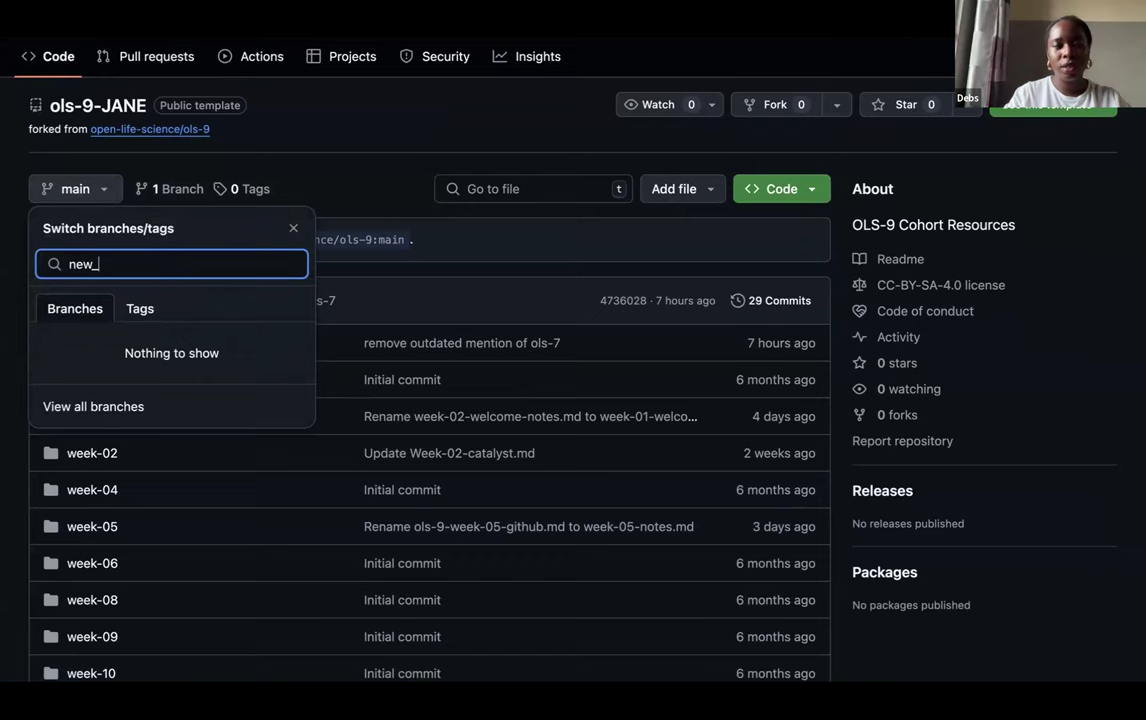 Code
Pull requests
Actions
Projects
Security
Insights
Debs
ols-9-JANE
Public template
Watch 0
Fork 0
Star 0
forked from open-life-science/ols-9
main
1 Branch
0 Tags
Go to file
t
Add file
Code
Switch branches/tags
nce/ols-9:main .
new_
Branches
Tags
s-7
4736028 · 7 hours ago
29 Commits
Nothing to show
View all branches
remove outdated mention of ols-7
7 hours ago
Initial commit
6 months ago
Rename week-02-welcome-notes.md to week-01-welco...
4 days ago
week-02
Update Week-02-catalyst.md
2 weeks ago
week-04
Initial commit
6 months ago
week-05
Rename ols-9-week-05-github.md to week-05-notes.md
3 days ago
week-06
Initial commit
6 months ago
week-08
Initial commit
6 months ago
week-09
Initial commit
6 months ago
week-10
Initial commit
6 months ago
About
OLS-9 Cohort Resources
Readme
CC-BY-SA-4.0 license
Code of conduct
Activity
0 stars
0 watching
0 forks
Report repository
Releases
No releases published
Packages
No packages published